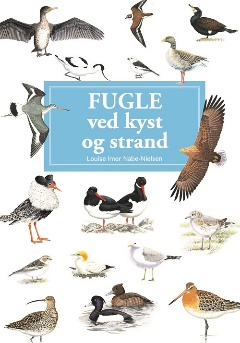 FUGLE
ved kyst
og strand
Louise Imer Nabe-Nielsen